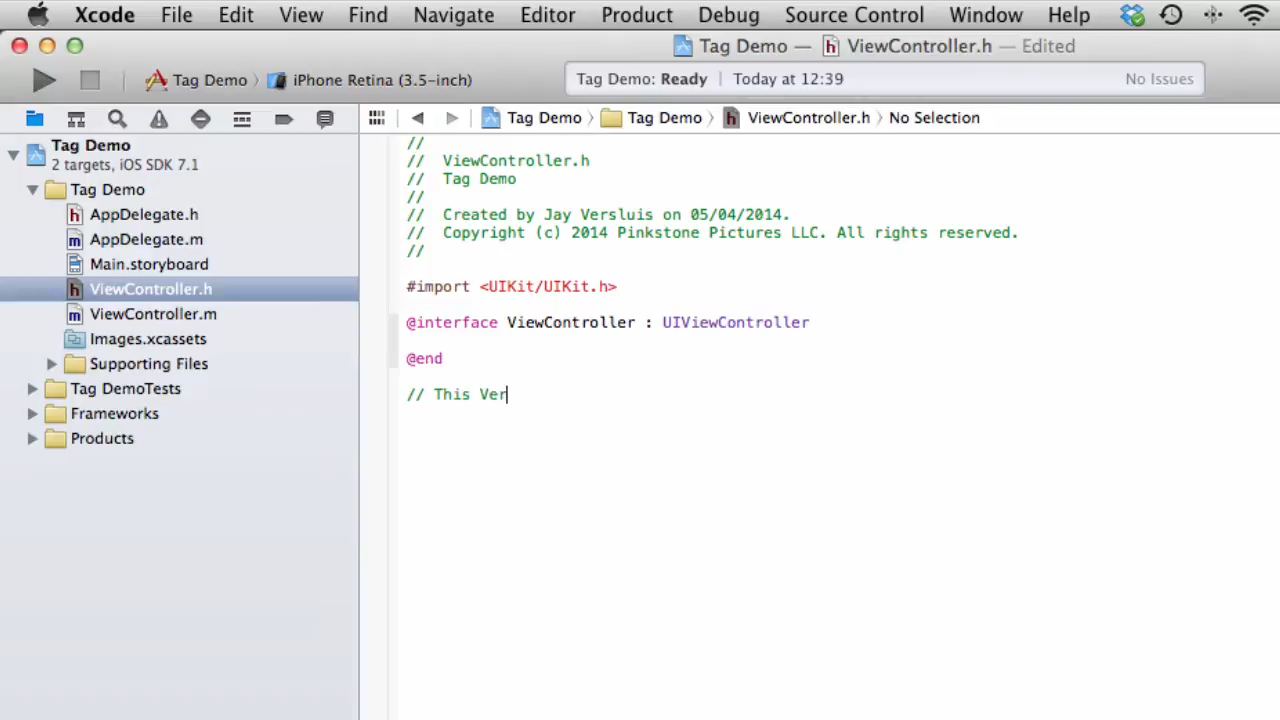 Xcode File Edit View Find Navigate Editor Product Debug Source Control Window Help
Tag Demo — h ViewController.h — Edited
Tag Demo 〉 iPhone Retina (3.5-inch)
Tag Demo: Ready | Today at 12:39 No Issues
Tag Demo 〉 Tag Demo 〉 h ViewController.h 〉 No Selection
Tag Demo
2 targets, iOS SDK 7.1
Tag Demo
h AppDelegate.h
m AppDelegate.m
Main.storyboard
h ViewController.h
m ViewController.m
Images.xcassets
Supporting Files
Tag DemoTests
Frameworks
Products
//
// ViewController.h
// Tag Demo
//
// Created by Jay Versluis on 05/04/2014.
// Copyright (c) 2014 Pinkstone Pictures LLC. All rights reserved.
//
#import <UIKit/UIKit.h>
@interface ViewController : UIViewController
@end
// This Ver